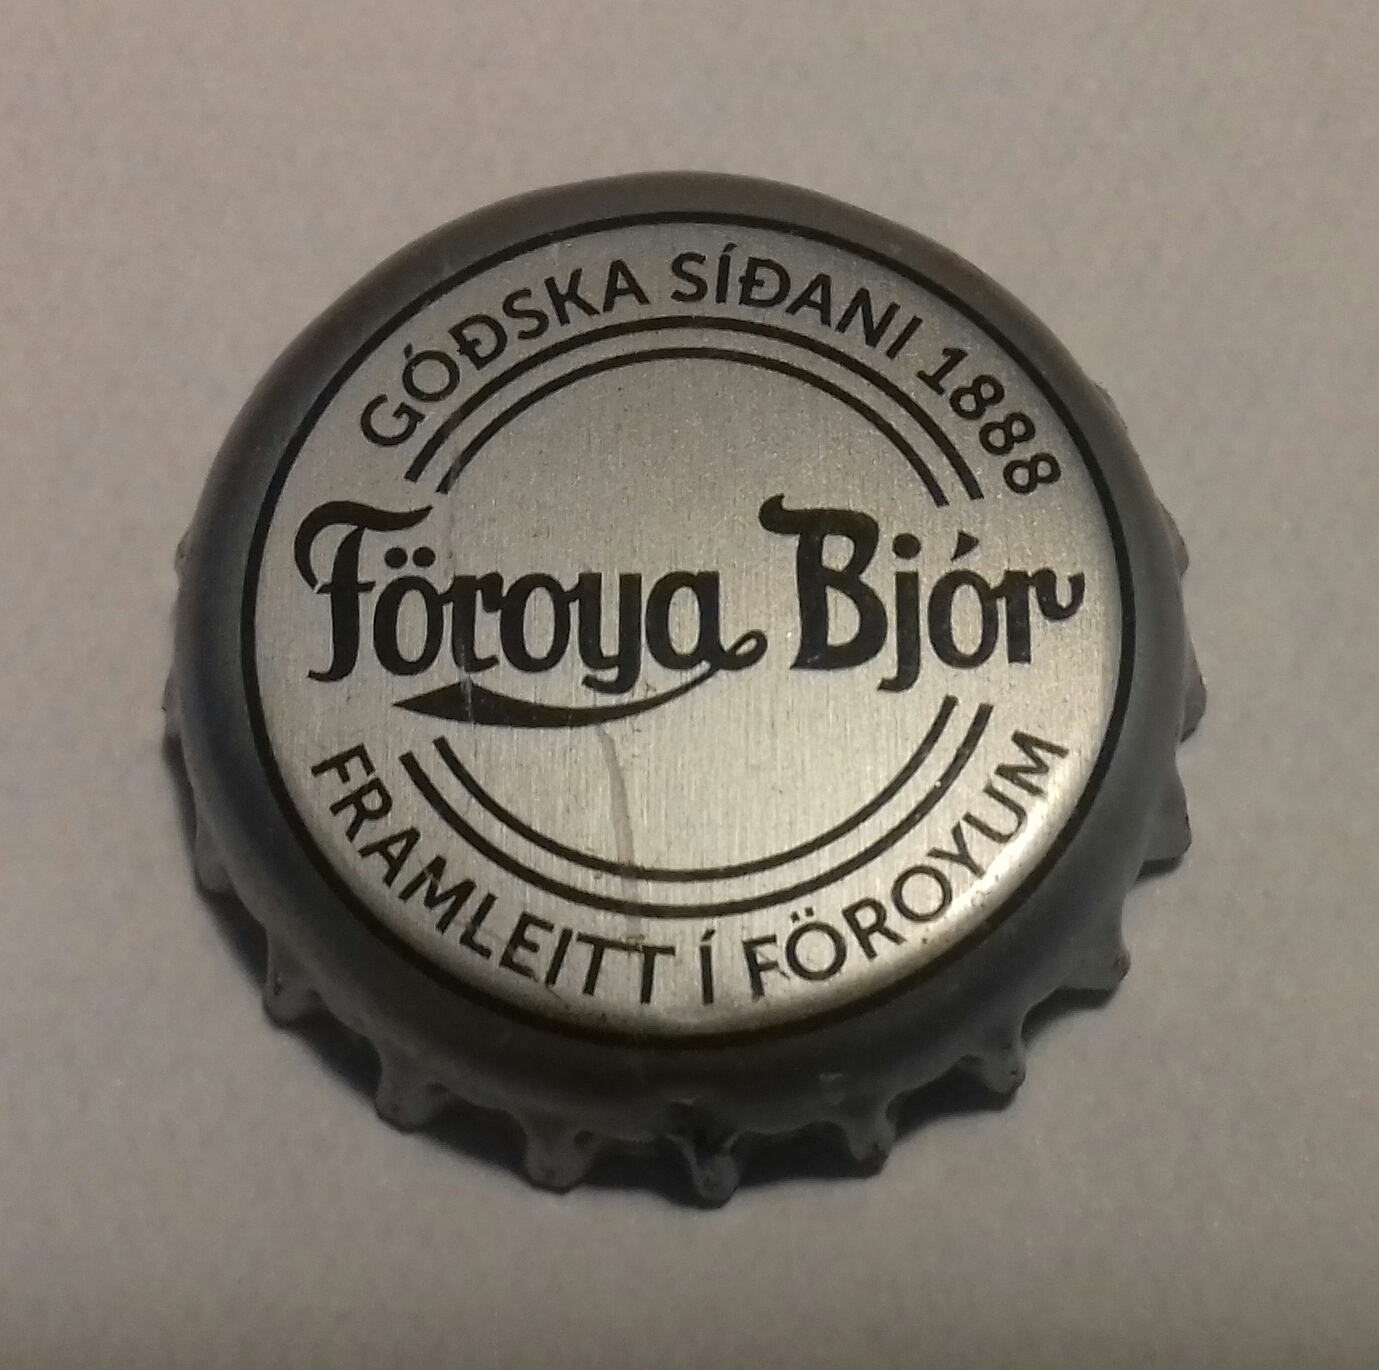 GÓÐSKA SÍÐANI 1888
Föroya Bjór
FRAMLEITT Í FÖROYUM